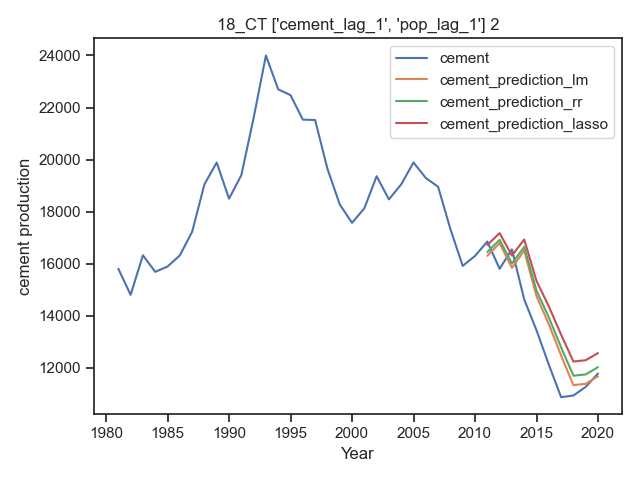 18_CT ['cement_lag_1', 'pop_lag_1'] 2
cement
cement_prediction_lm
cement_prediction_rr
cement_prediction_lasso
24000
22000
20000
18000
16000
14000
12000
cement production
1980 1985 1990 1995 2000 2005 2010 2015 2020
Year